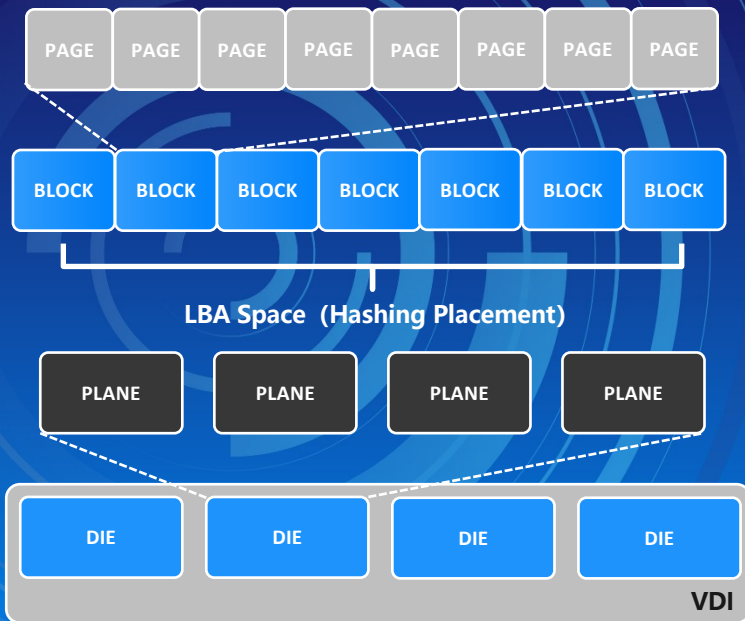 PAGE PAGE PAGE PAGE PAGE PAGE PAGE PAGE
BLOCK BLOCK BLOCK BLOCK BLOCK BLOCK BLOCK
LBA Space (Hashing Placement)
PLANE PLANE PLANE PLANE
DIE DIE DIE DIE
VDI